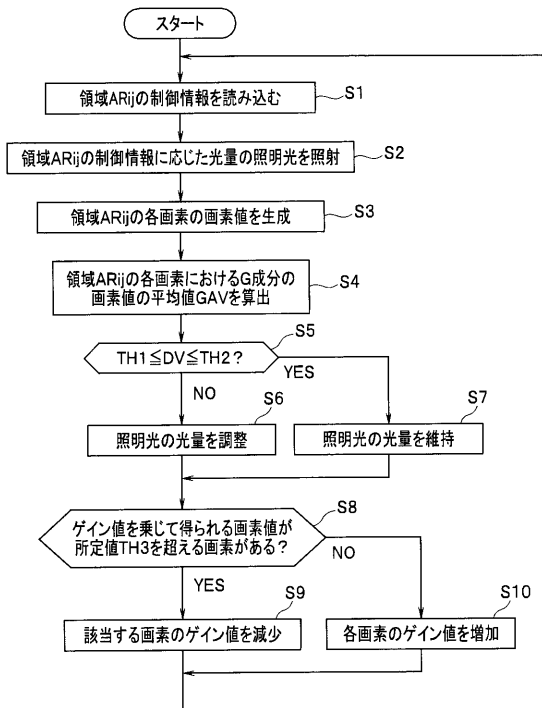 スタート
領域ARijの制御情報を読み込む
S1
領域ARijの制御情報に応じた光量の照明光を照射
S2
領域ARijの各画素の画素値を生成
S3
領域ARijの各画素におけるG成分の
画素値の平均値GAVを算出
S4
S5
TH1≦DV≦TH2?
YES
NO
S6
照明光の光量を調整
S7
照明光の光量を維持
S8
ゲイン値を乗じて得られる画素値が
所定値TH3を超える画素がある?
NO
YES
S9
該当する画素のゲイン値を減少
S10
各画素のゲイン値を増加